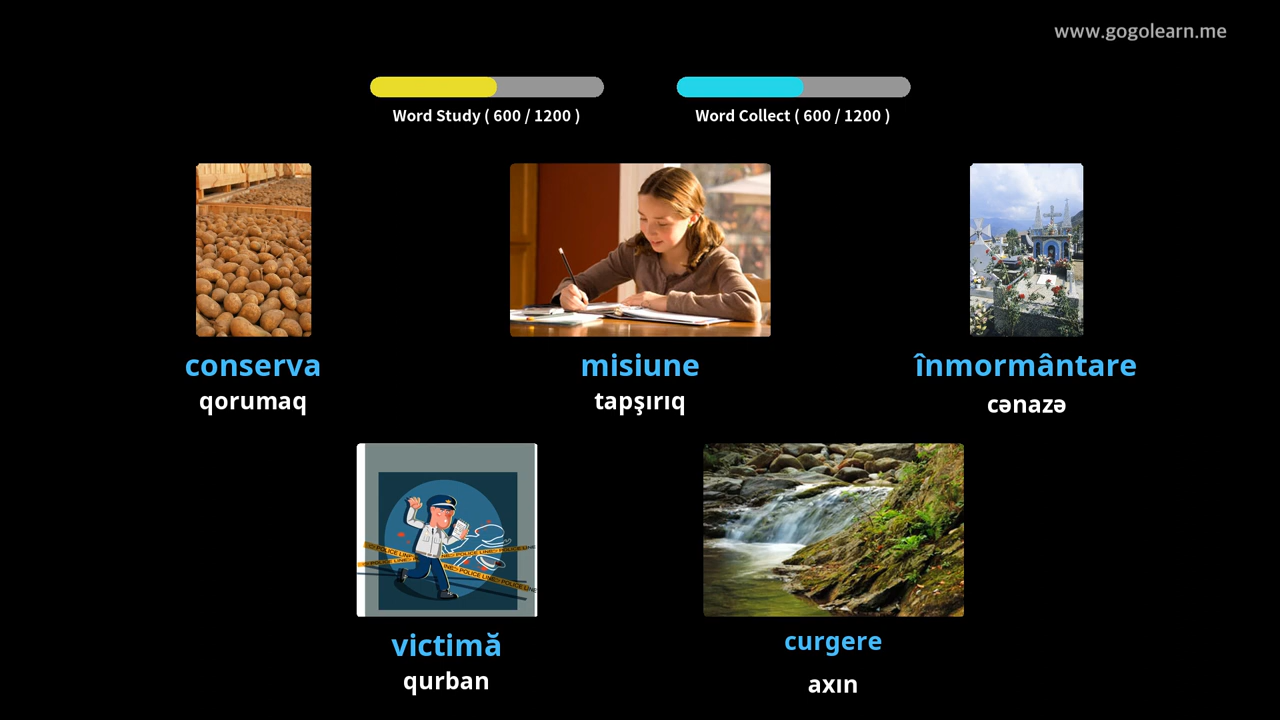 www.gogolearn.me
Word Study ( 600 / 1200 )
Word Collect ( 600 / 1200 )
conserva
qorumaq
misiune
tapşırıq
înmormântare
cənazə
victimă
qurban
curgere
axın